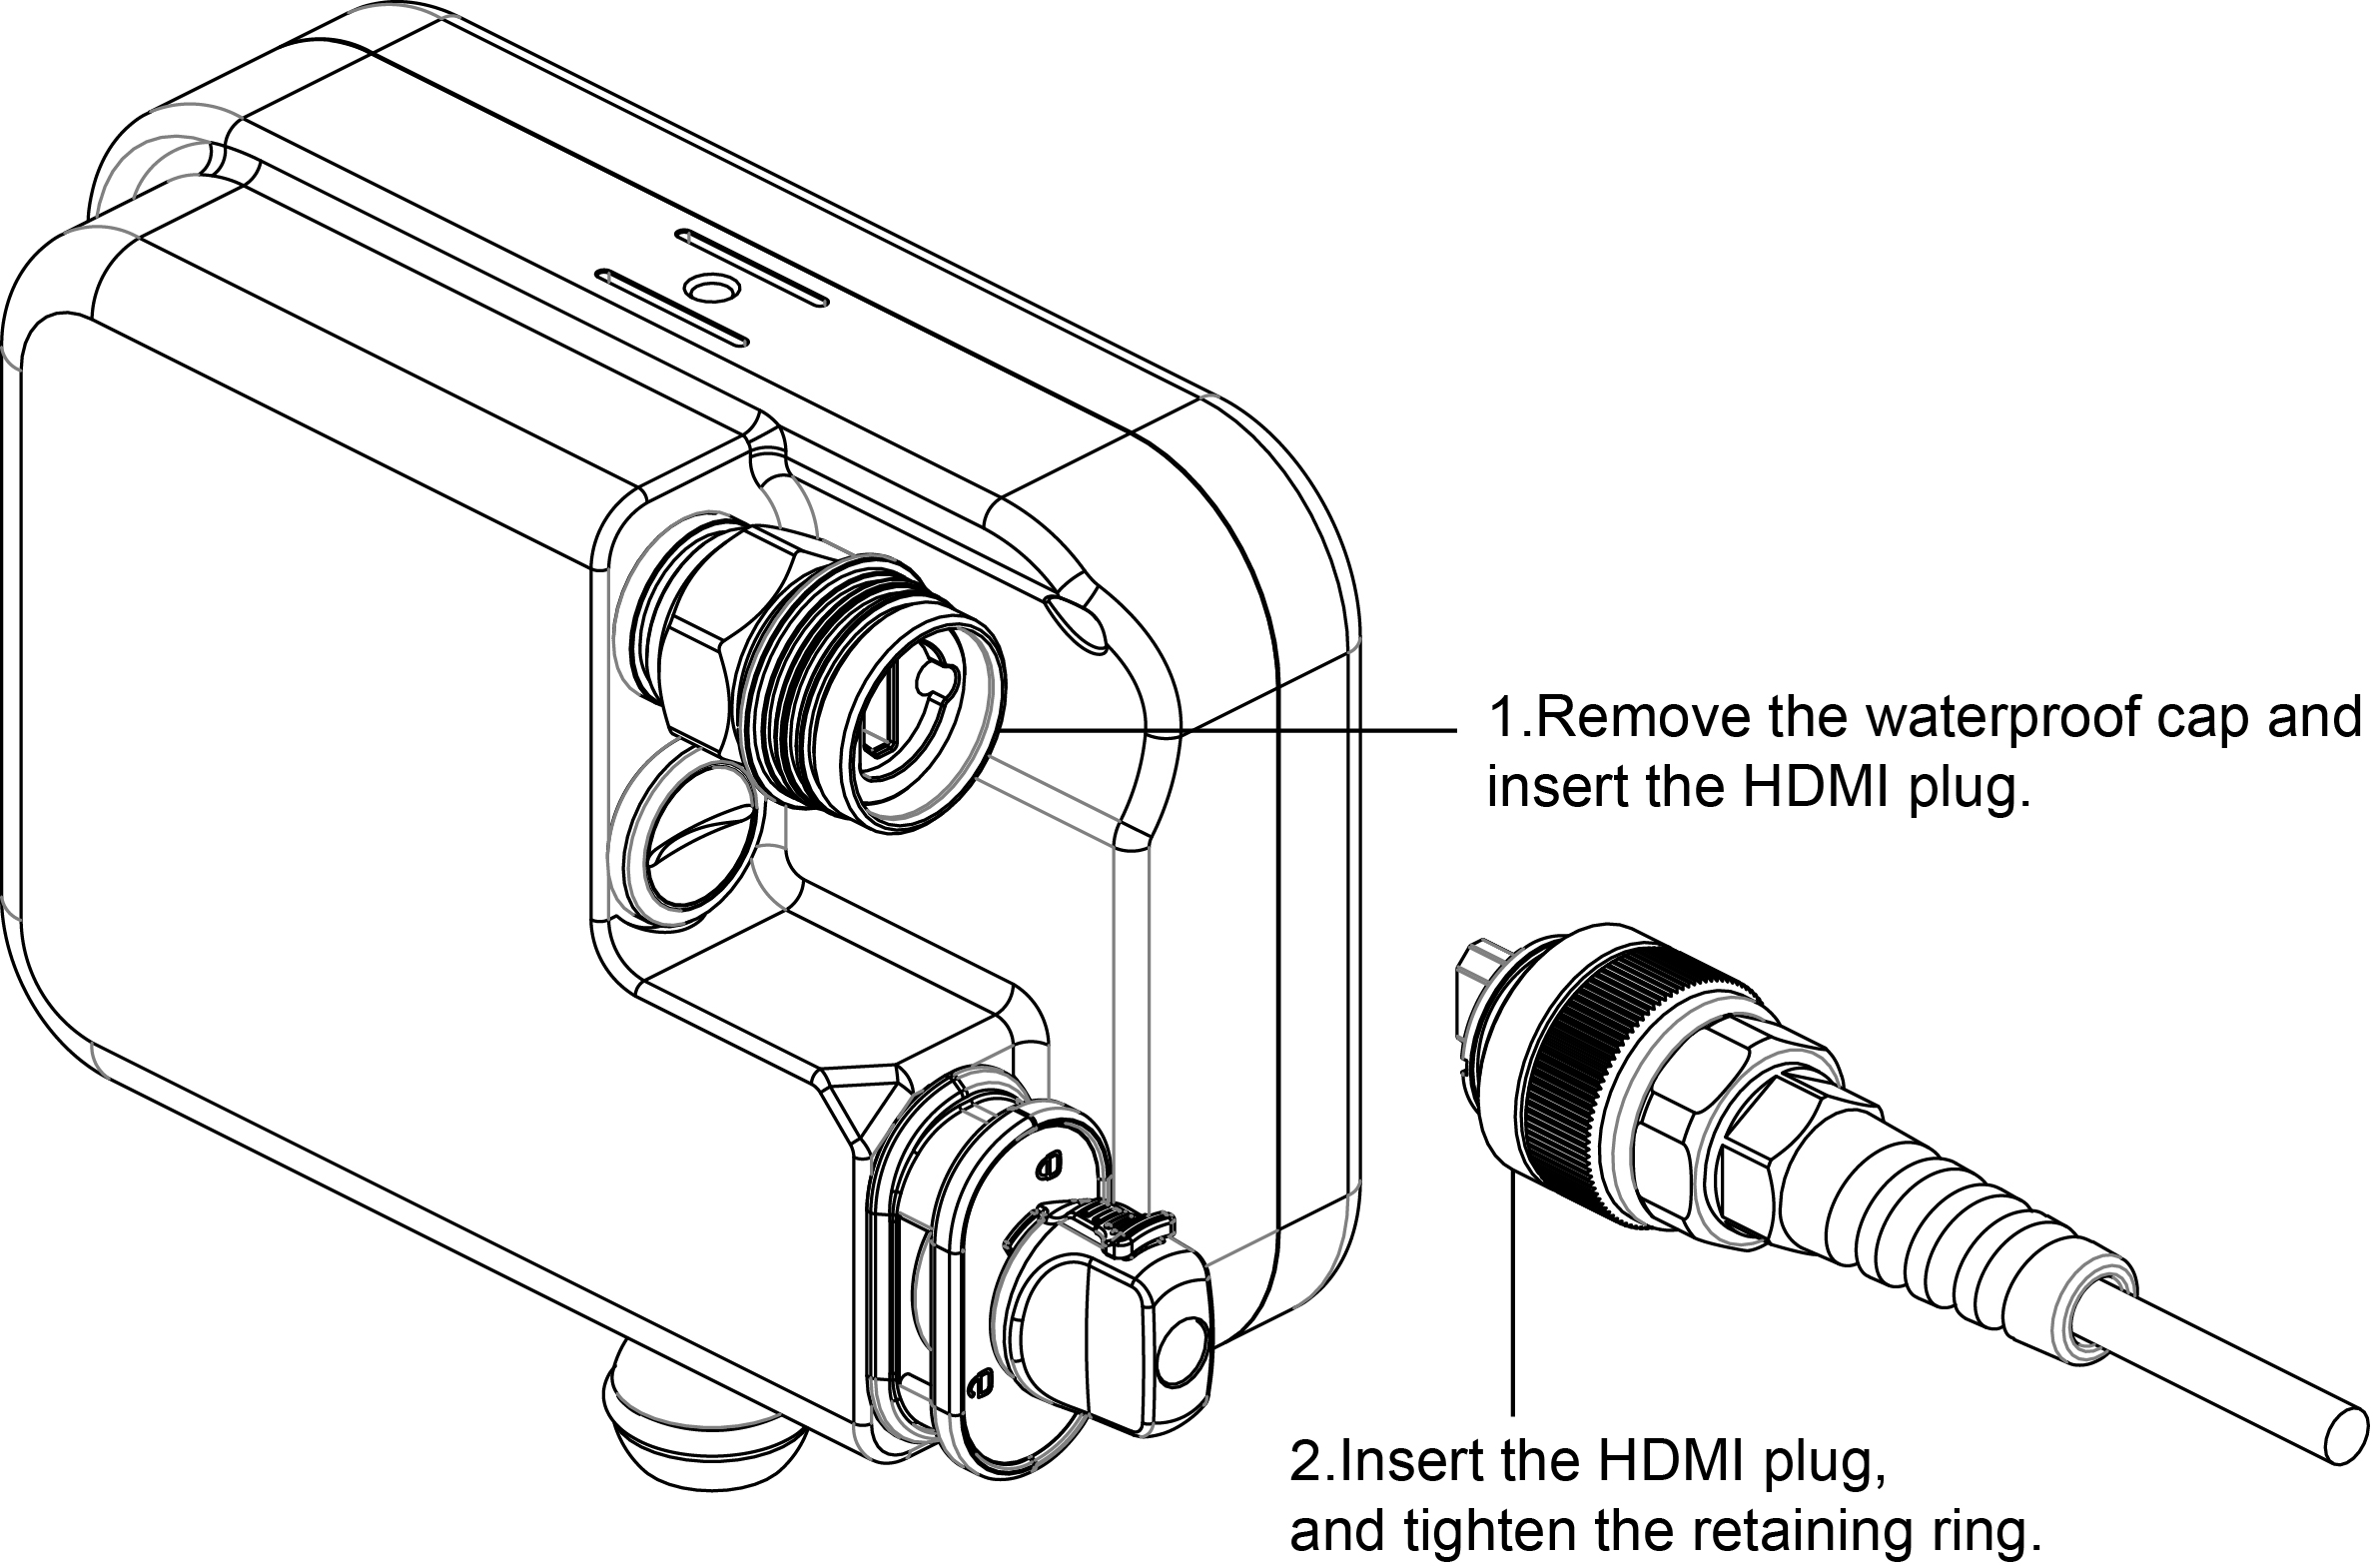 1.Remove the waterproof cap and
insert the HDMI plug.
2.Insert the HDMI plug,
and tighten the retaining ring.